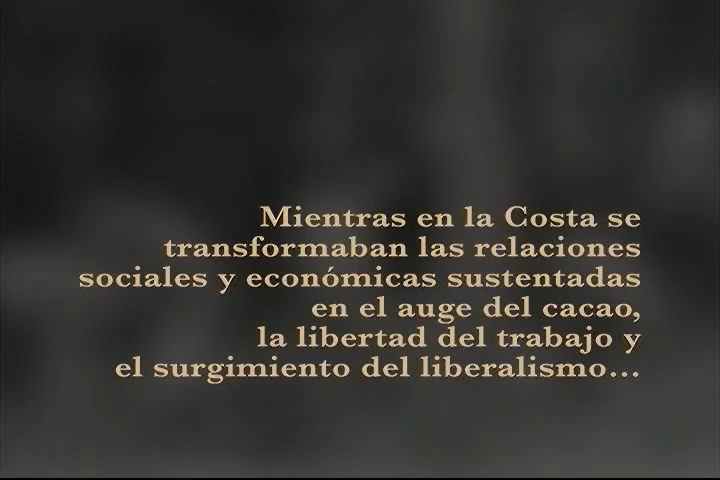 Mientras en la Costa se
transformaban las relaciones
sociales y económicas sustentadas
en el auge del cacao,
la libertad del trabajo y
el surgimiento del liberalismo...